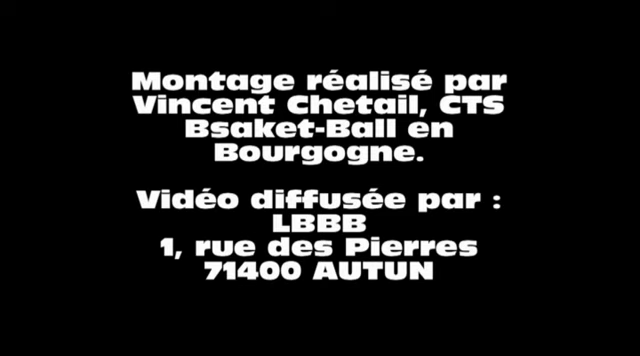 Montage réalisé par
Vincent Chetail, CTS
Bsaket-Ball en
Bourgogne.
Vidéo diffusée par :
LBBB
1, rue des Pierres
71400 AUTUN